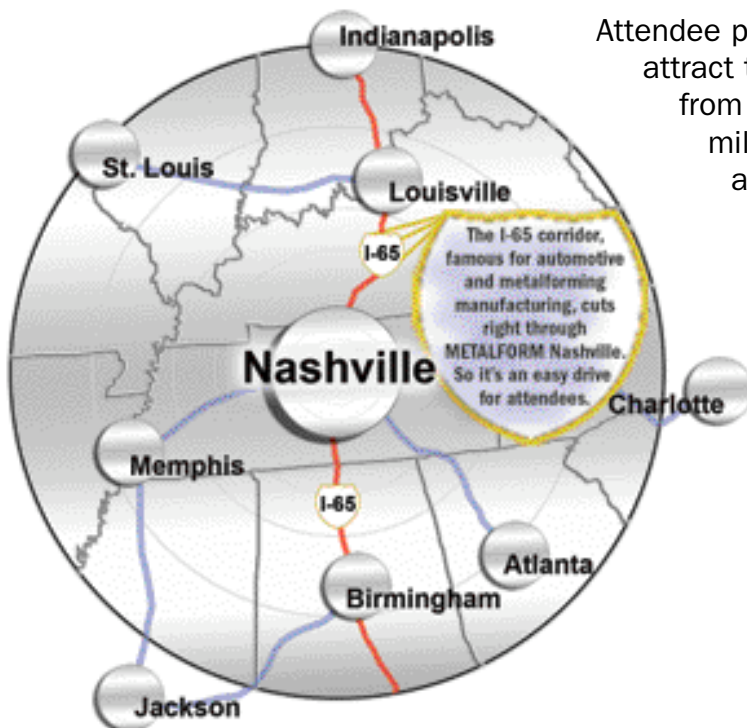 Indianapolis
Attendee p
attract
from
mil
a
St. Louis
Louisville
I-65
The I-65 corridor,
famous for automotive
and metalforming
manufacturing, cuts
right through
METALFORM Nashville.
So it's an easy drive
for attendees.
Nashville
Charlotte
Memphis
I-65
Atlanta
Birmingham
Jackson